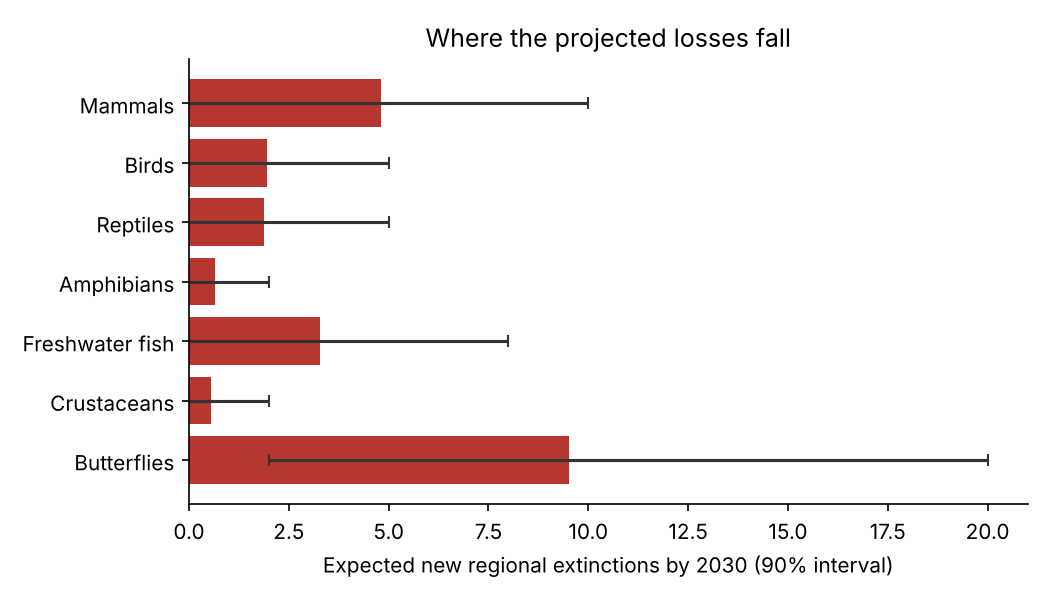 Where the projected losses fall
Mammals
Birds
Reptiles
Amphibians
Freshwater fish
Crustaceans
Butterflies
0.0 2.5 5.0 7.5 10.0 12.5 15.0 17.5 20.0
Expected new regional extinctions by 2030 (90% interval)